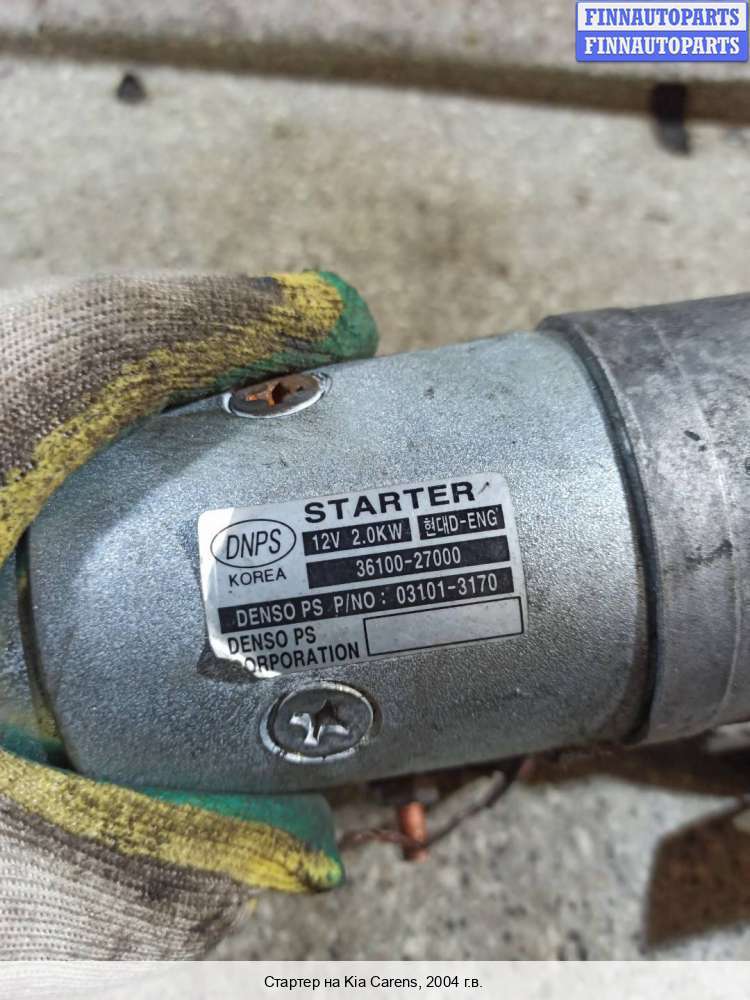 FINNAUTOPARTS
FINNAUTOPARTS
STARTER
DNPS
KOREA
12V 2.0KW
현대D-ENG
36100-27000
DENSO PS P/NO : 03101-3170
DENSO PS
CORPORATION
Стартер на Kia Carens, 2004 г.в.